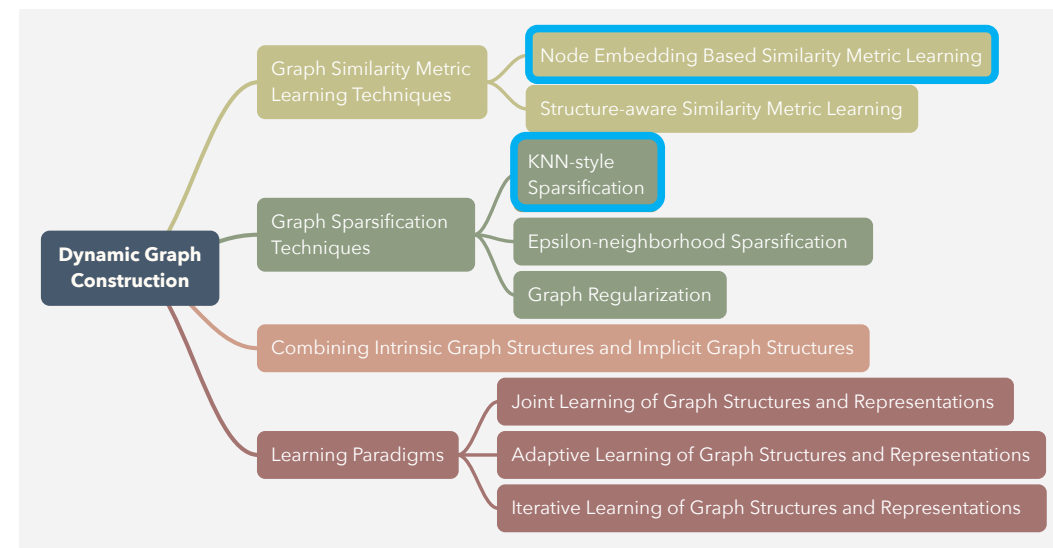 Dynamic Graph
Construction
Graph Similarity Metric
Learning Techniques
Node Embedding Based Similarity Metric Learning
Structure-aware Similarity Metric Learning
Graph Sparsification
Techniques
KNN-style
Sparsification
Epsilon-neighborhood Sparsification
Graph Regularization
Combining Intrinsic Graph Structures and Implicit Graph Structures
Learning Paradigms
Joint Learning of Graph Structures and Representations
Adaptive Learning of Graph Structures and Representations
Iterative Learning of Graph Structures and Representations